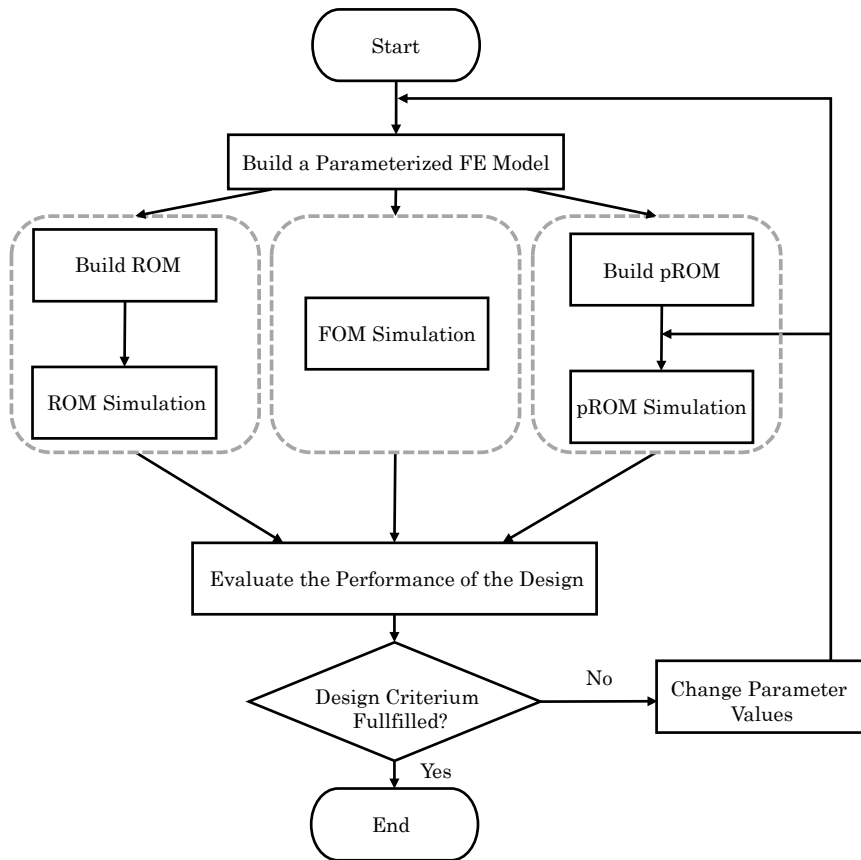 Start
Build a Parameterized FE Model
Build ROM
ROM Simulation
FOM Simulation
Build pROM
pROM Simulation
Evaluate the Performance of the Design
Design Criterium
Fullfilled?
No
Change Parameter
Values
Yes
End